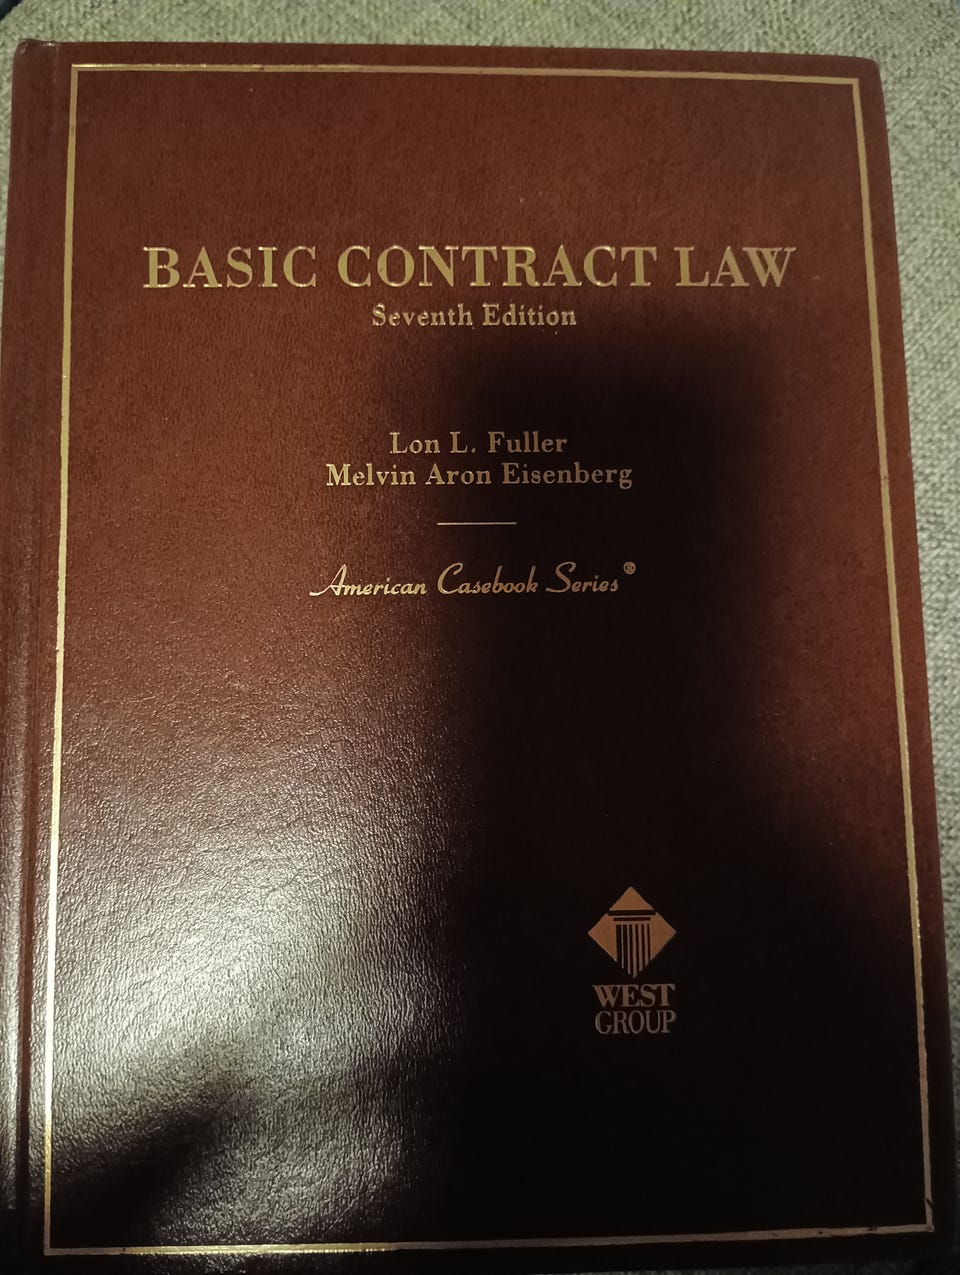 BASIC CONTRACT LAW
Seventh Edition
Lon L. Fuller
Melvin Aron Eisenberg
American Casebook Series®
WEST
GROUP